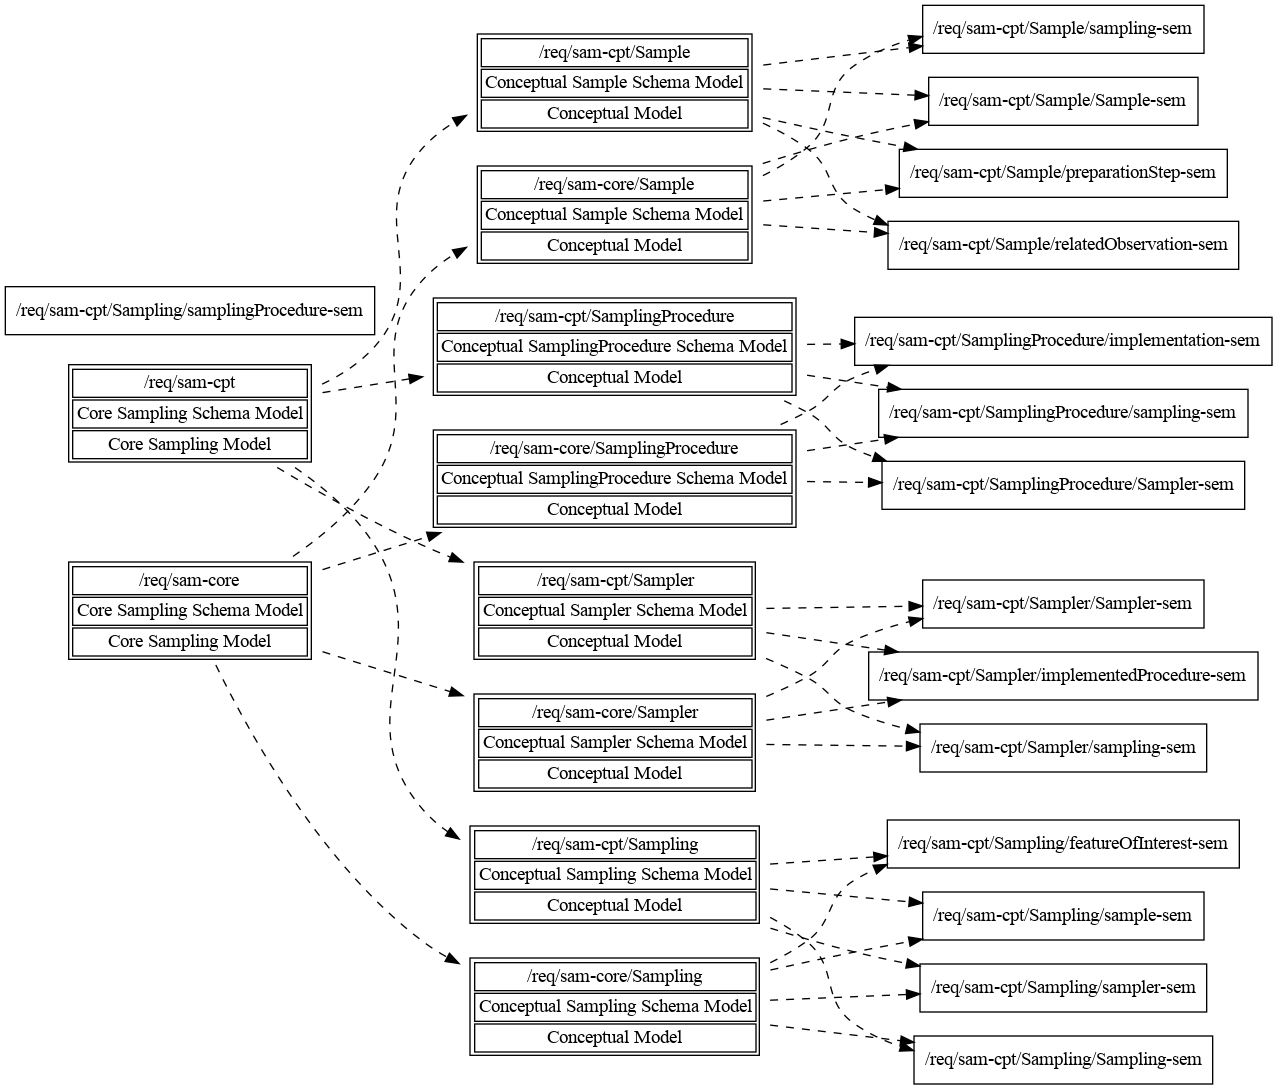 /req/sam-cpt/Sampling/samplingProcedure-sem
/req/sam-cpt
Core Sampling Schema Model
Core Sampling Model
/req/sam-core
Core Sampling Schema Model
Core Sampling Model
/req/sam-cpt/Sample
Conceptual Sample Schema Model
Conceptual Model
/req/sam-core/Sample
Conceptual Sample Schema Model
Conceptual Model
/req/sam-cpt/SamplingProcedure
Conceptual SamplingProcedure Schema Model
Conceptual Model
/req/sam-core/SamplingProcedure
Conceptual SamplingProcedure Schema Model
Conceptual Model
/req/sam-cpt/Sampler
Conceptual Sampler Schema Model
Conceptual Model
/req/sam-core/Sampler
Conceptual Sampler Schema Model
Conceptual Model
/req/sam-cpt/Sampling
Conceptual Sampling Schema Model
Conceptual Model
/req/sam-core/Sampling
Conceptual Sampling Schema Model
Conceptual Model
/req/sam-cpt/Sample/sampling-sem
/req/sam-cpt/Sample/Sample-sem
/req/sam-cpt/Sample/preparationStep-sem
/req/sam-cpt/Sample/relatedObservation-sem
/req/sam-cpt/SamplingProcedure/implementation-sem
/req/sam-cpt/SamplingProcedure/sampling-sem
/req/sam-cpt/SamplingProcedure/Sampler-sem
/req/sam-cpt/Sampler/Sampler-sem
/req/sam-cpt/Sampler/implementedProcedure-sem
/req/sam-cpt/Sampler/sampling-sem
/req/sam-cpt/Sampling/featureOfInterest-sem
/req/sam-cpt/Sampling/sample-sem
/req/sam-cpt/Sampling/sampler-sem
/req/sam-cpt/Sampling/Sampling-sem